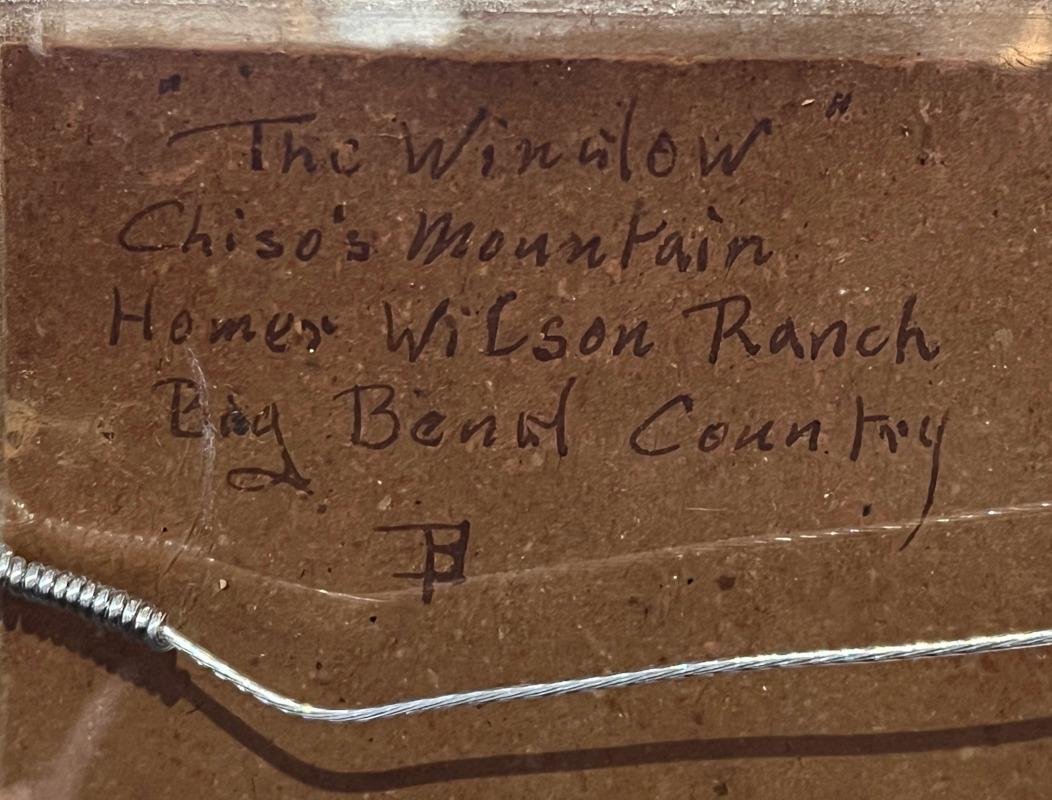 "The Window"
Chiso's Mountain
Homer Wilson Ranch
Big Bend Country